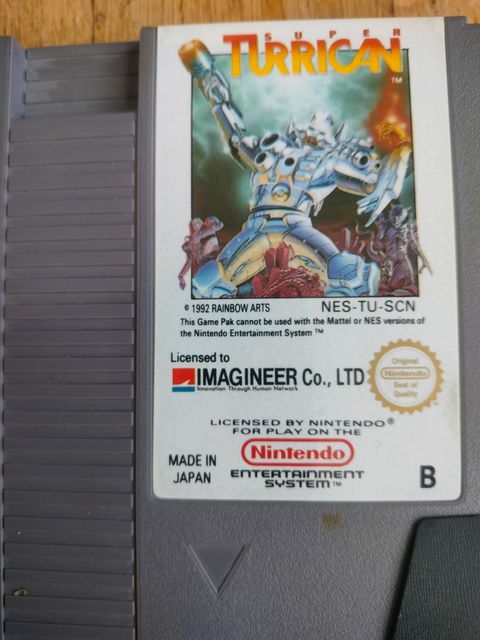 SUPER
TURRICAN
TM
© 1992 RAINBOW ARTS
NES-TU-SCN
This Game Pak cannot be used with the Mattel or NES versions of
the Nintendo Entertainment System ™
Licensed to
IMAGINEER Co., LTD
Innovation Through Human Network
Original
Nintendo
Seal of
Quality
LICENSED BY NINTENDO®
FOR PLAY ON THE
Nintendo
ENTERTAINMENT
SYSTEM™
MADE IN
JAPAN
B